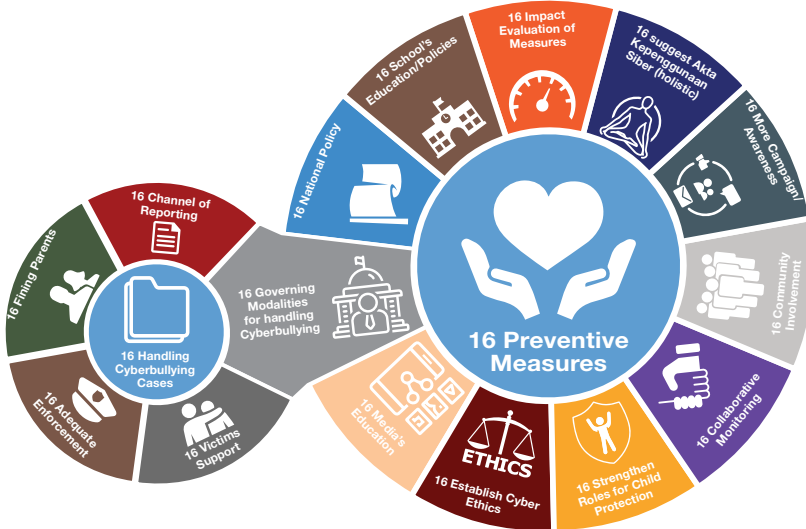 16 Impact
Evaluation of
Measures
16 suggest Akta
Kepenggunaan
Siber (holistic)
16 School's
Education/Policies
16 More Campaign/
Awareness
16 National Policy
16 Channel of
Reporting
16 Fining Parents
16 Governing
Modalities
for handling
Cyberbullying
16 Community
Involvement
16 Preventive
Measures
16 Handling
Cyberbullying
Cases
16 Adequate
Enforcement
16 Victims
Support
16 Media's
Education
ETHICS
16 Establish Cyber
Ethics
16 Strengthen
Roles for Child
Protection
16 Collaborative
Monitoring